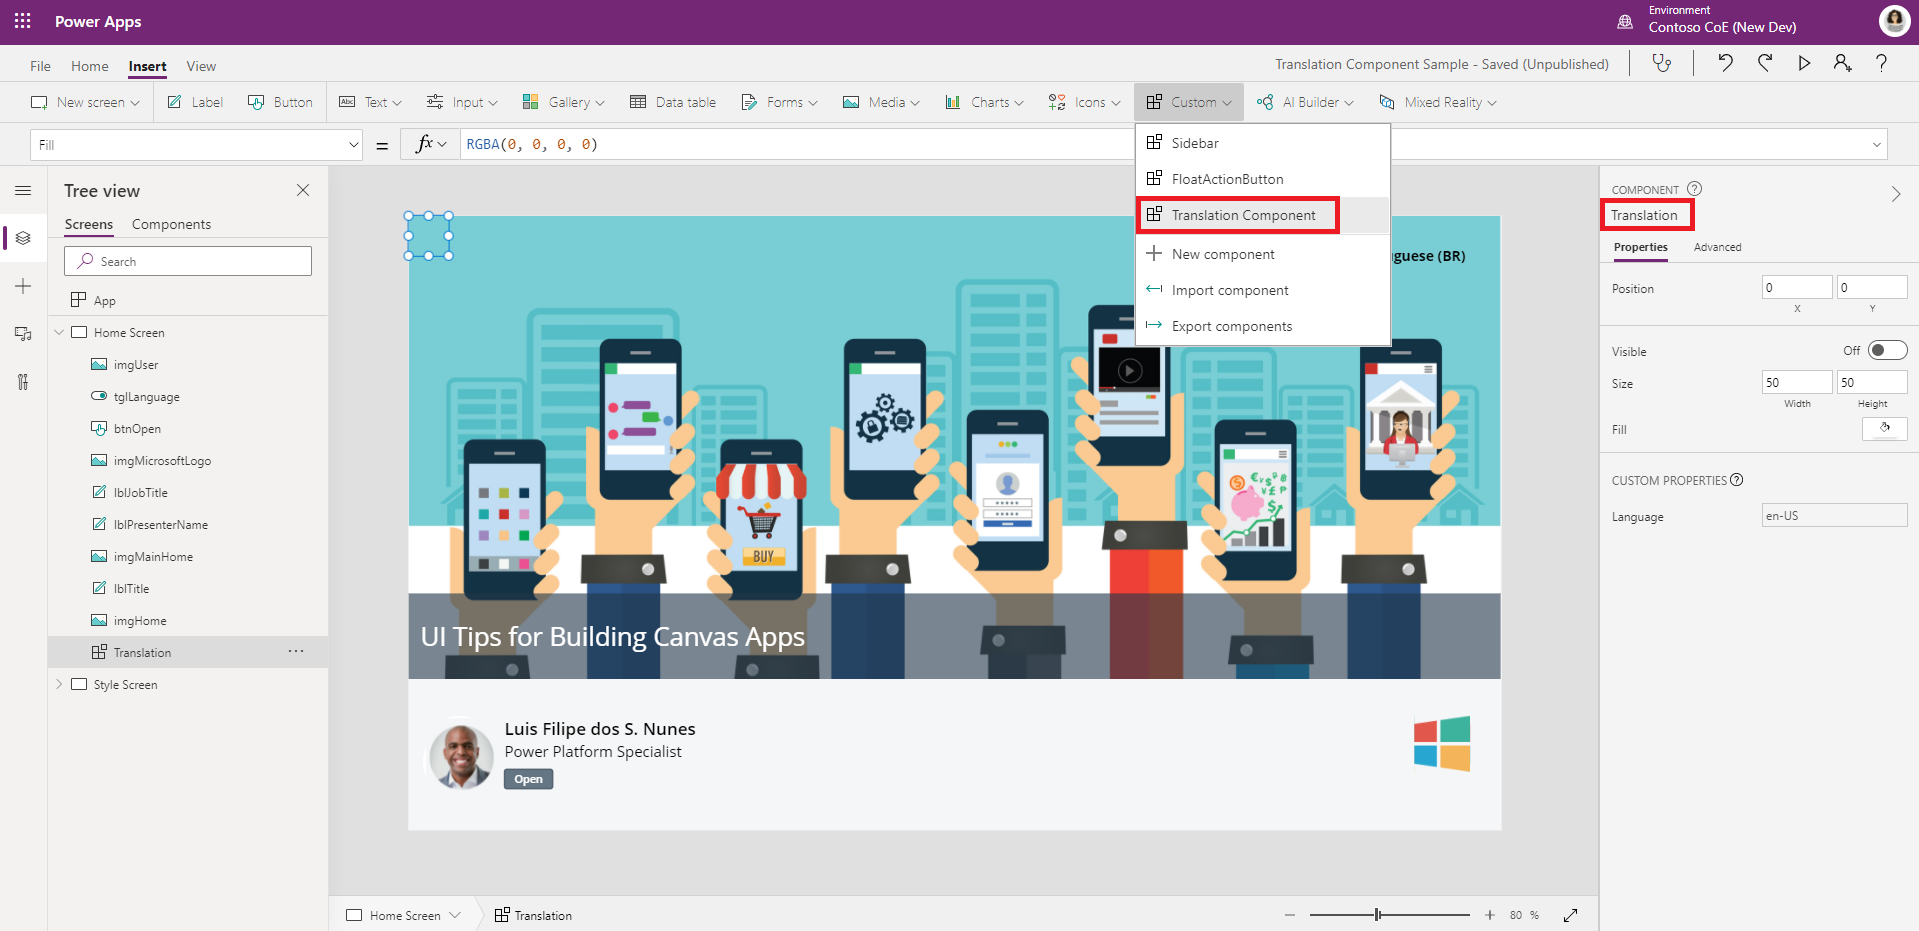 Power Apps
Environment
Contoso CoE (New Dev)
File Home Insert View
Translation Component Sample - Saved (Unpublished)
New screen Label Button Text Input Gallery Data table Forms Media Charts Icons Custom AI Builder Mixed Reality
Fill = fx RGBA(0, 0, 0, 0)
Tree view
Screens Components
Search
App
Home Screen
imgUser
tglLanguage
btnOpen
imgMicrosoftLogo
lblJobTitle
lblPresenterName
imgMainHome
lblTitle
imgHome
Translation ...
Style Screen
Sidebar
FloatActionButton
Translation Component
New component
Import component
Export components
guese (BR)
BUY
UI Tips for Building Canvas Apps
Luis Filipe dos S. Nunes
Power Platform Specialist
Open
COMPONENT ?
Translation
Properties Advanced
Position 0 0
X Y
Visible Off
Size 50 50
Width Height
Fill
CUSTOM PROPERTIES ?
Language en-US
Home Screen Translation
80 %